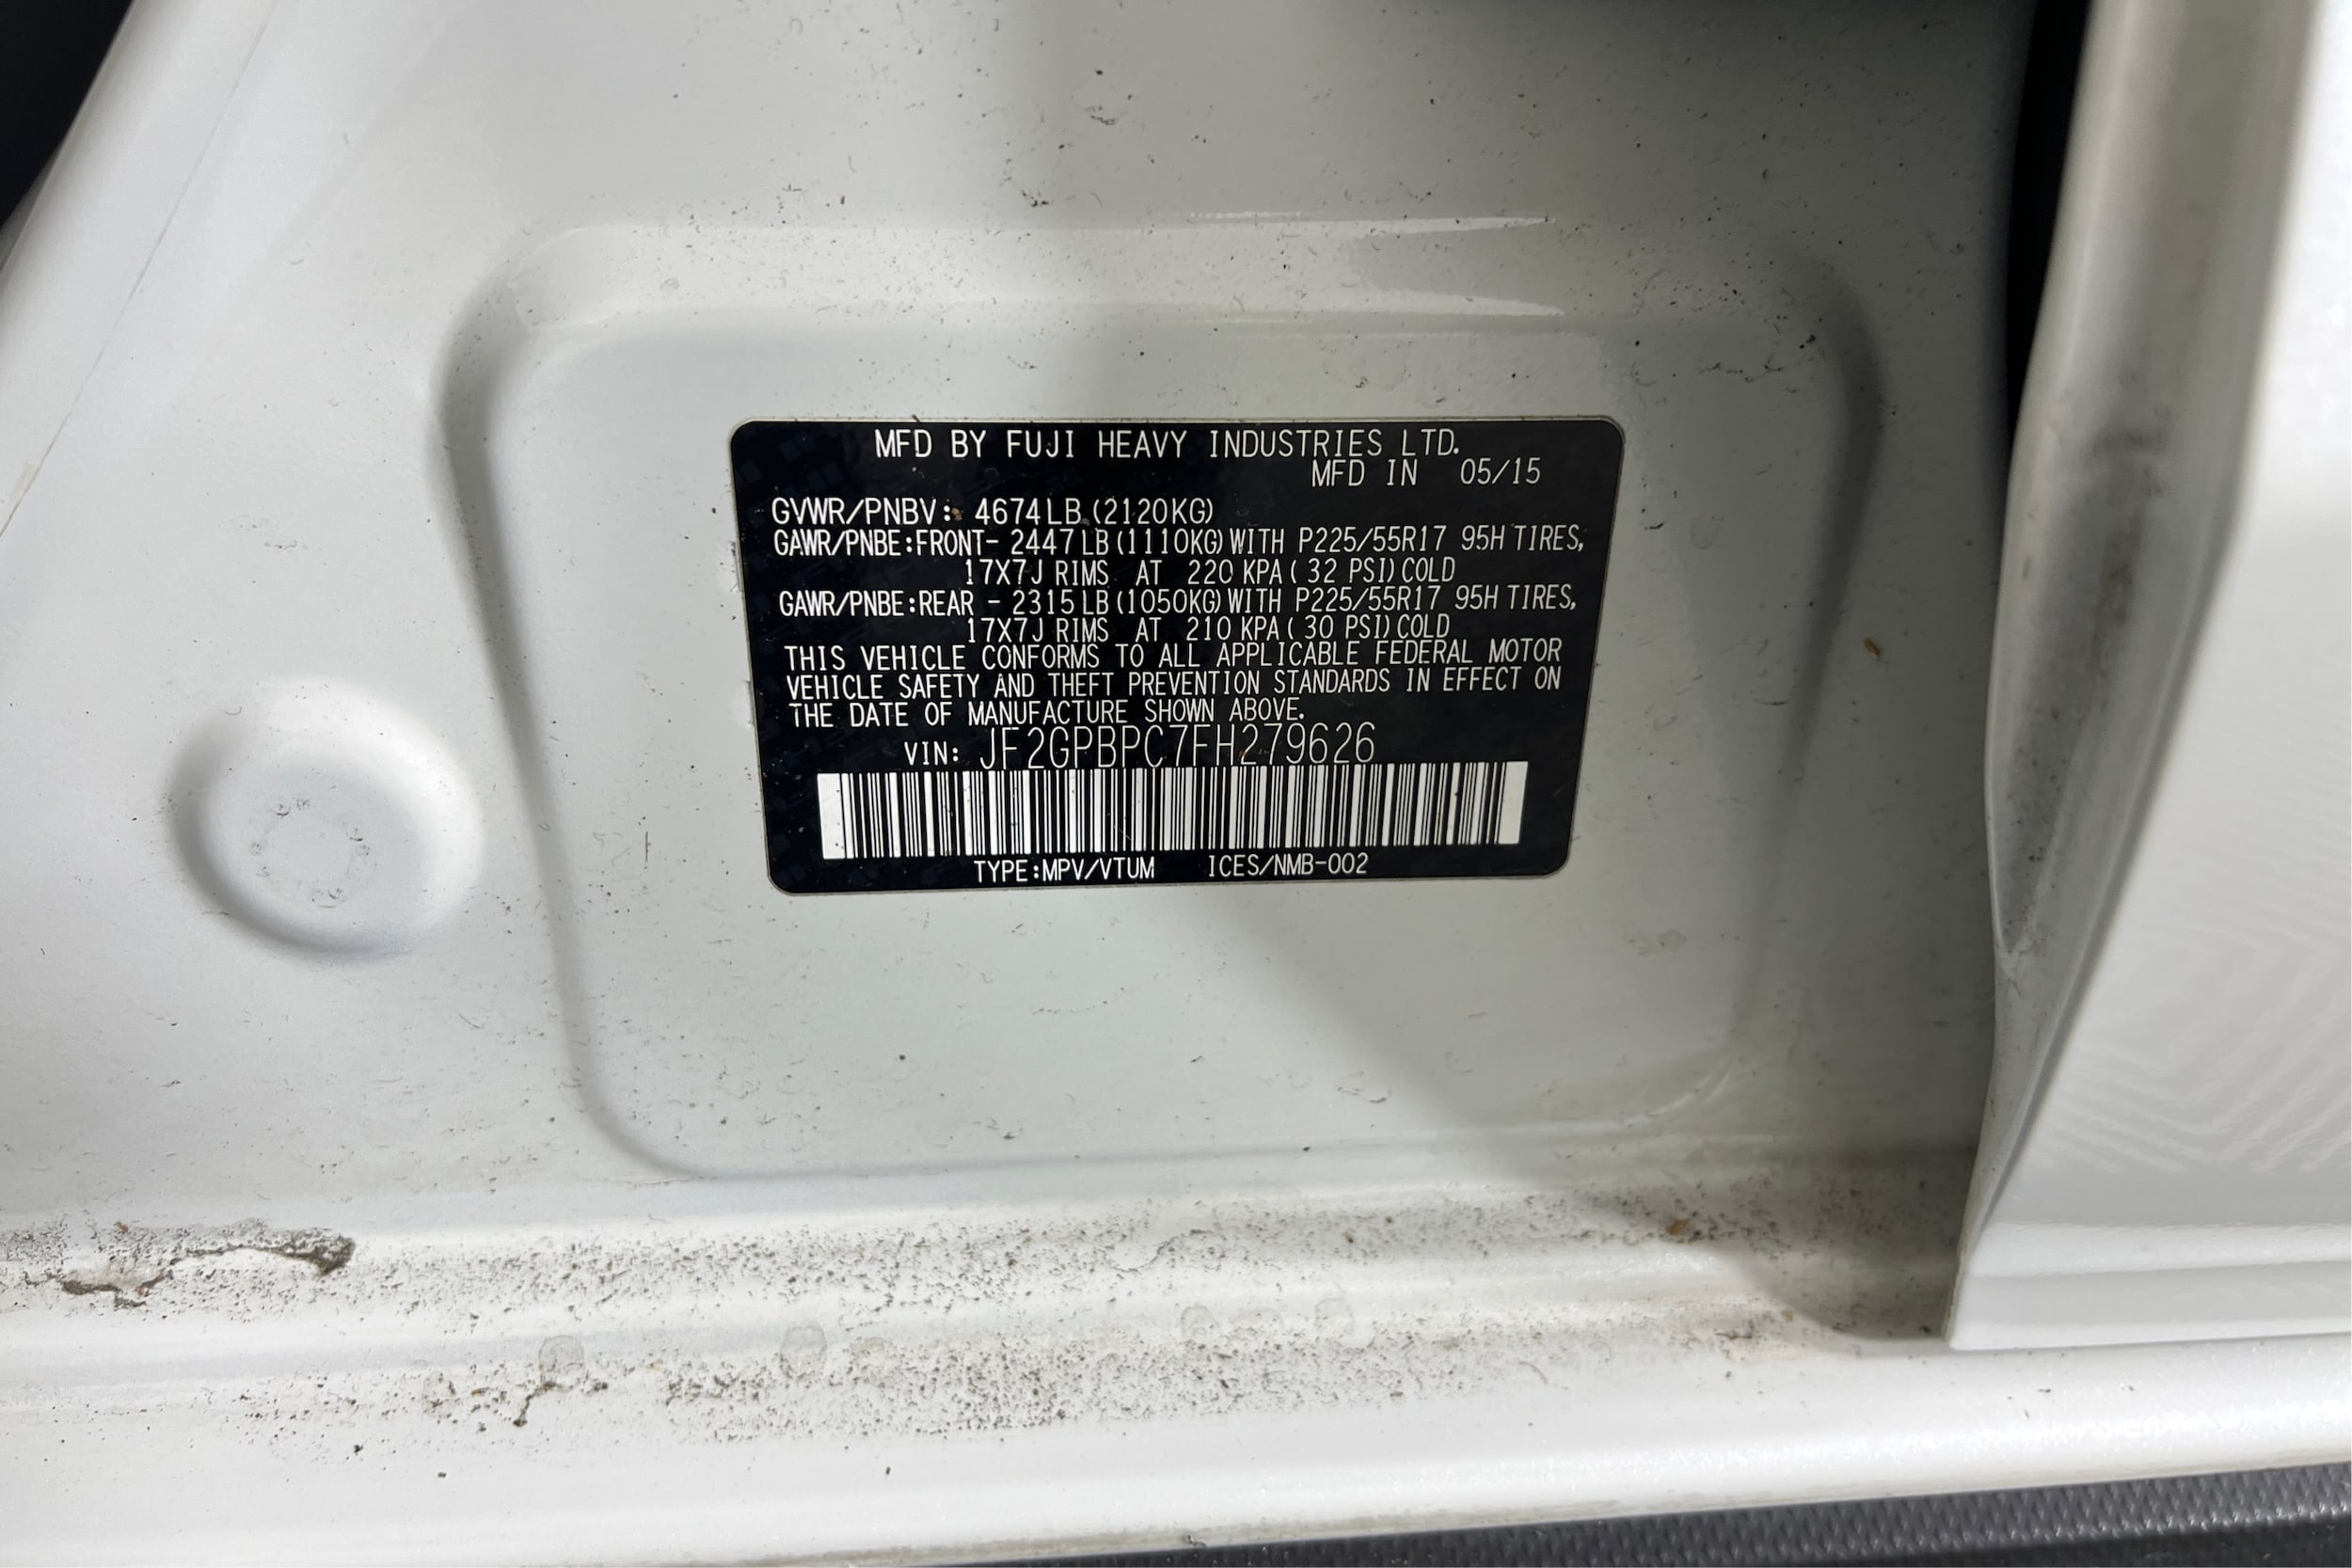 MFD BY FUJI HEAVY INDUSTRIES LTD.
MFD IN 05/15
GVWR/PNBV: 4674LB (2120KG)
GAWR/PNBE:FRONT- 2447LB (1110KG) WITH P225/55R17 95H TIRES,
17X7J RIMS AT 220 KPA ( 32 PSI) COLD
GAWR/PNBE:REAR - 2315LB (1050KG) WITH P225/55R17 95H TIRES,
17X7J RIMS AT 210 KPA ( 30 PSI) COLD
THIS VEHICLE CONFORMS TO ALL APPLICABLE FEDERAL MOTOR
VEHICLE SAFETY AND THEFT PREVENTION STANDARDS IN EFFECT ON
THE DATE OF MANUFACTURE SHOWN ABOVE.
VIN: JF2GPBPC7FH279626
TYPE:MPV/VTUM ICES/NMB-002